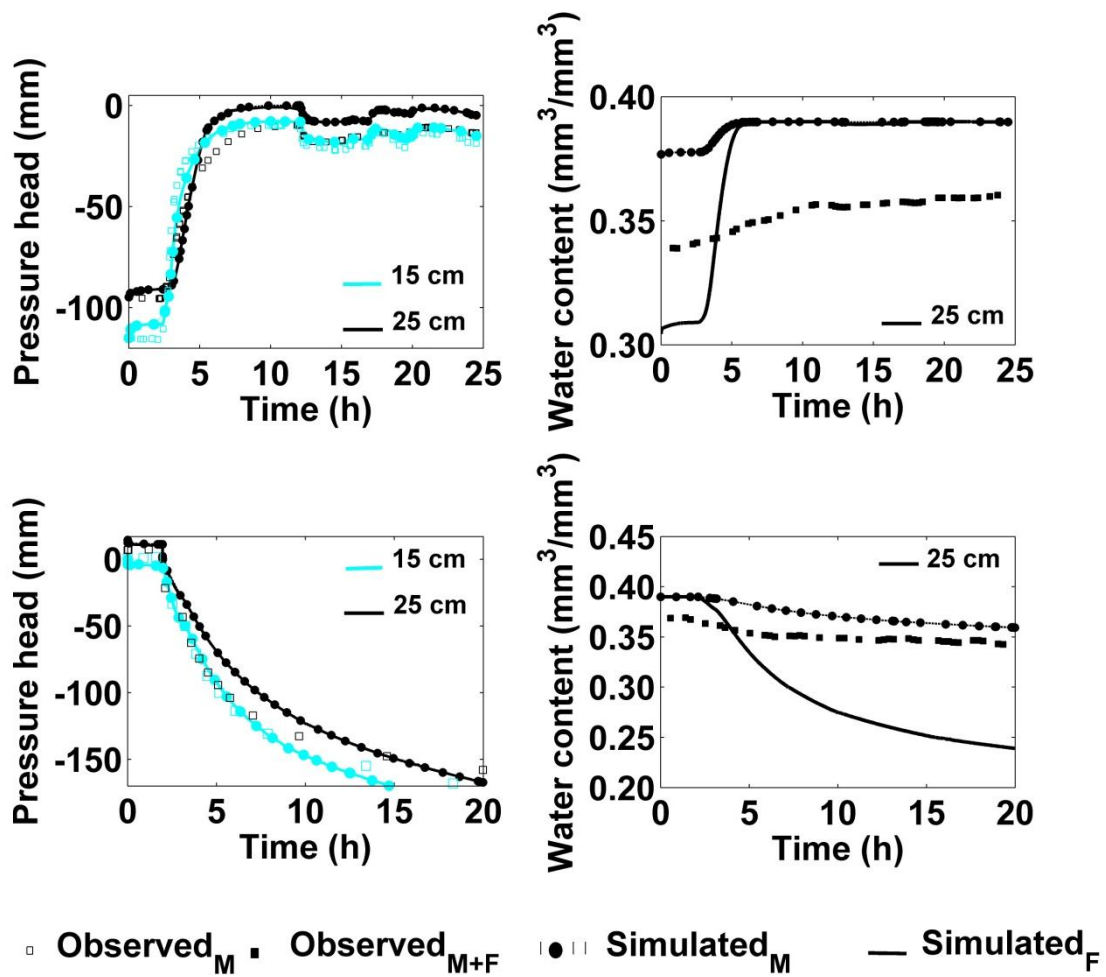 Pressure head (mm)
0
-50
-100
0 5 10 15 20 25
Time (h)
15 cm
25 cm
Water content (mm³/mm³)
0.40
0.35
0.30
0 5 10 15 20 25
Time (h)
25 cm
Pressure head (mm)
0
-50
-100
-150
0 5 10 15 20
Time (h)
15 cm
25 cm
Water content (mm³/mm³)
0.45
0.40
0.35
0.30
0.25
0.20
0 5 10 15 20
Time (h)
25 cm
Observed_M Observed_M+F Simulated_M Simulated_F